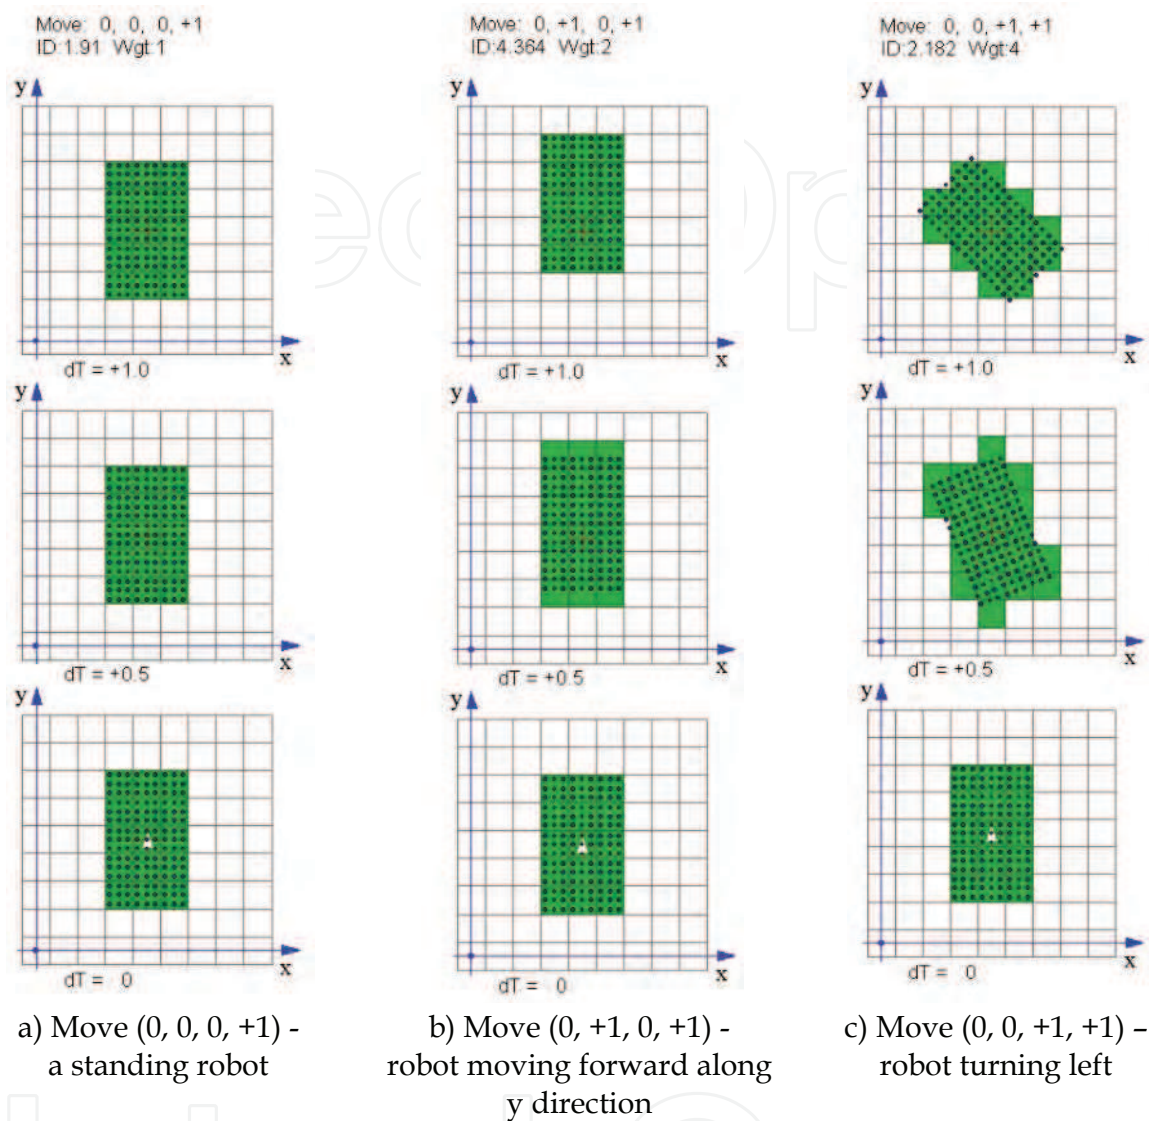 Move: 0, 0, 0, +1
ID:1.91 Wgt:1
y
x
dT = +1.0
y
x
dT = +0.5
y
x
dT = 0
a) Move (0, 0, 0, +1) -
a standing robot
Move: 0, +1, 0, +1
ID:4.364 Wgt:2
y
x
dT = +1.0
y
x
dT = +0.5
y
x
dT = 0
b) Move (0, +1, 0, +1) -
robot moving forward along
y direction
Move: 0, 0, +1, +1
ID:2.182 Wgt:4
y
x
dT = +1.0
y
x
dT = +0.5
y
x
dT = 0
c) Move (0, 0, +1, +1) –
robot turning left